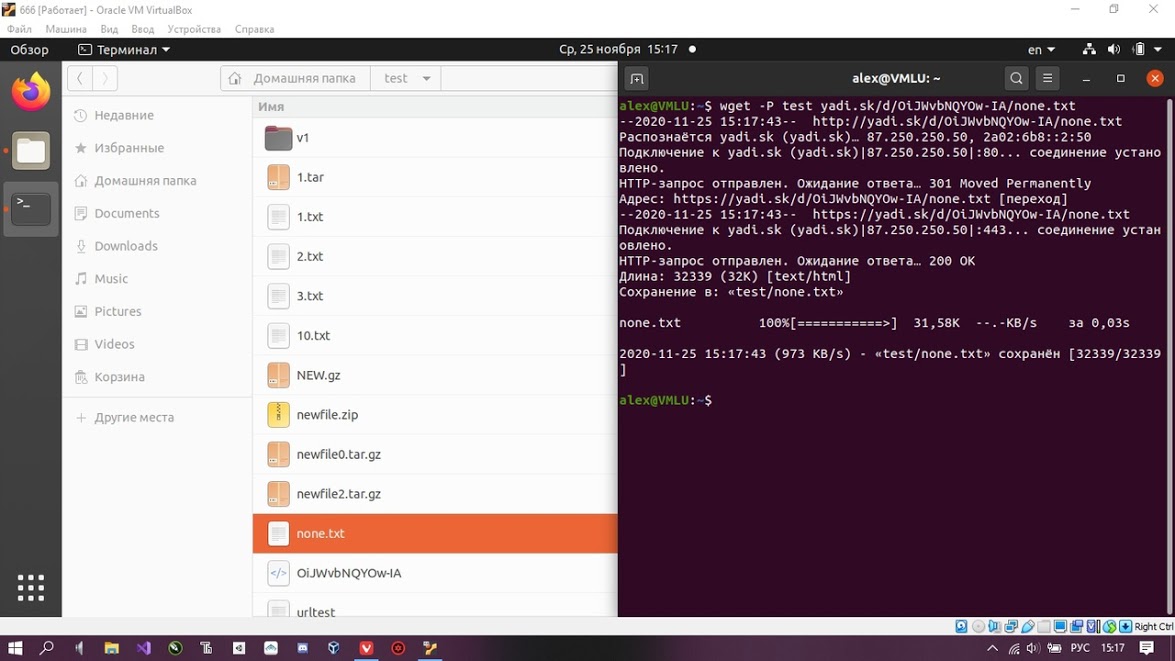 666 [Работает] - Oracle VM VirtualBox
Файл Машина Вид Ввод Устройства Справка
Обзор Терминал Ср, 25 ноября 15:17 en
Домашняя папка test
alex@VMLU: ~
Недавние
Избранные
Домашняя папка
Documents
Downloads
Music
Pictures
Videos
Корзина
Другие места
Имя
v1
1.tar
1.txt
2.txt
3.txt
10.txt
NEW.gz
newfile.zip
newfile0.tar.gz
newfile2.tar.gz
none.txt
OiJWvbNQYOw-IA
urltest
alex@VMLU:~$ wget -P test yadi.sk/d/OiJWvbNQYOw-IA/none.txt
--2020-11-25 15:17:43-- http://yadi.sk/d/OiJWvbNQYOw-IA/none.txt
Распознаётся yadi.sk (yadi.sk)… 87.250.250.50, 2a02:6b8::2:50
Подключение к yadi.sk (yadi.sk)|87.250.250.50|:80... соединение устано
влено.
HTTP-запрос отправлен. Ожидание ответа… 301 Moved Permanently
Адрес: https://yadi.sk/d/OiJWvbNQYOw-IA/none.txt [переход]
--2020-11-25 15:17:43-- https://yadi.sk/d/OiJWvbNQYOw-IA/none.txt
Подключение к yadi.sk (yadi.sk)|87.250.250.50|:443... соединение устан
овлено.
HTTP-запрос отправлен. Ожидание ответа… 200 OK
Длина: 32339 (32K) [text/html]
Сохранение в: «test/none.txt»
none.txt 100%[===========>] 31,58K --.-KB/s за 0,03s
2020-11-25 15:17:43 (973 KB/s) - «test/none.txt» сохранён [32339/32339
]
alex@VMLU:~$
Right Ctrl
РУС 15:17